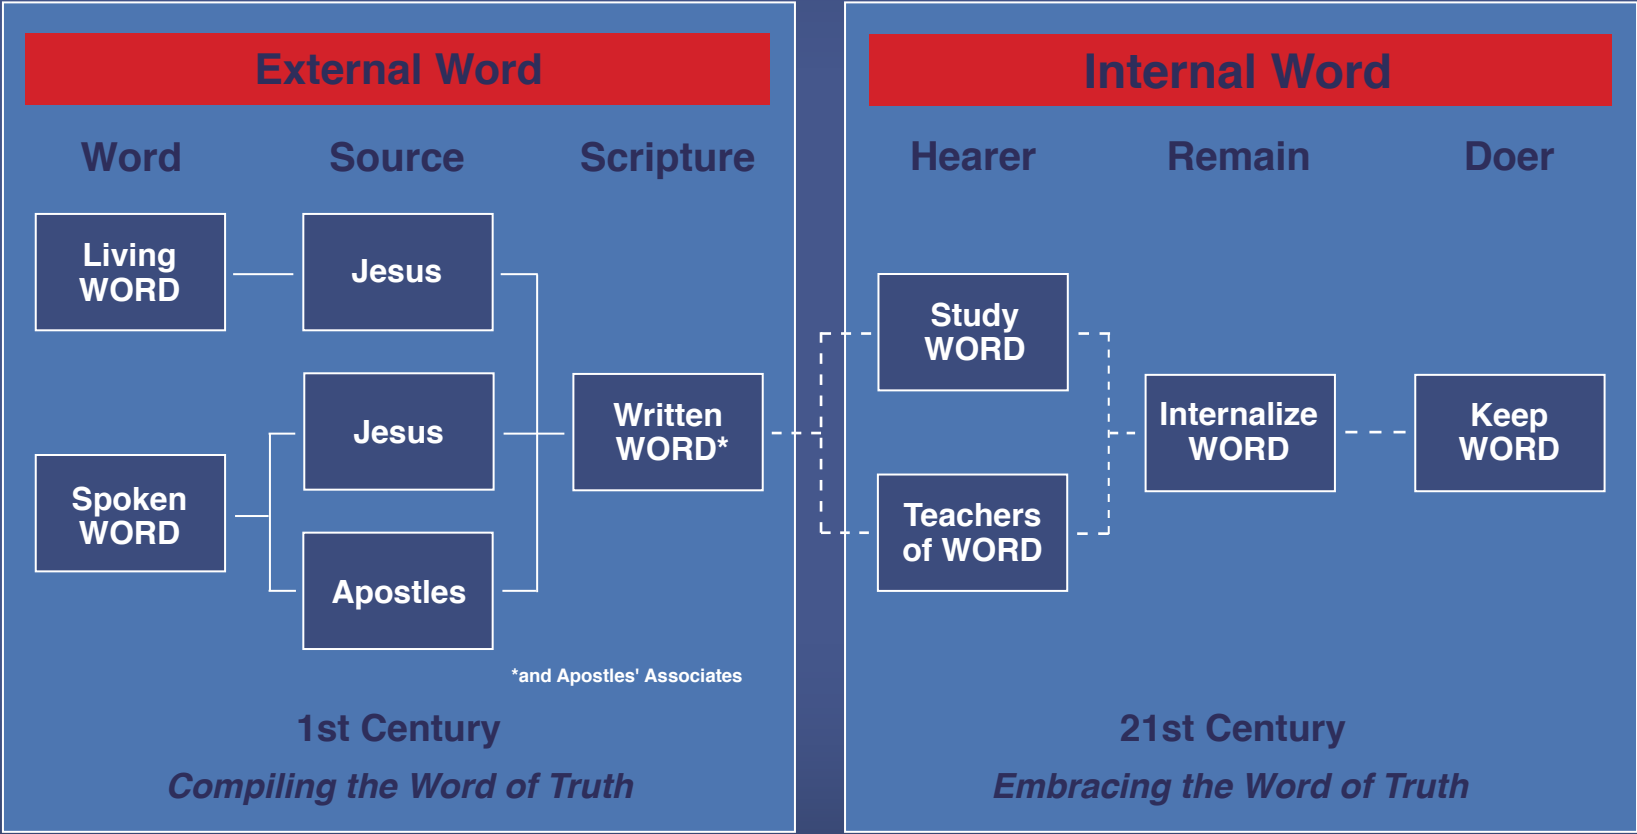 External Word
Word
Source
Scripture
Living
WORD
Jesus
Jesus
Written
WORD*
Spoken
WORD
Apostles
*and Apostles' Associates
1st Century
Compiling the Word of Truth
Internal Word
Hearer
Remain
Doer
Study
WORD
Internalize
WORD
Keep
WORD
Teachers
of WORD
21st Century
Embracing the Word of Truth